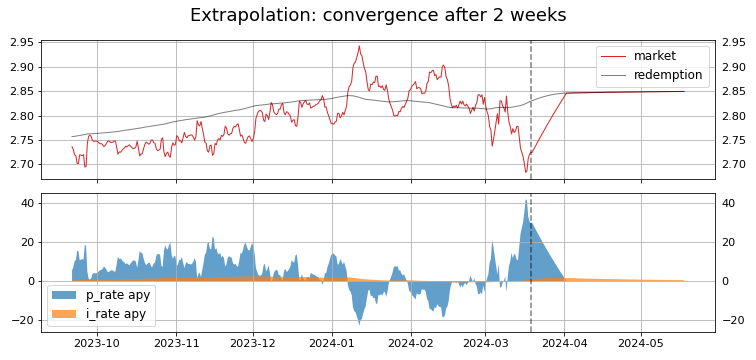 Extrapolation: convergence after 2 weeks
2.95 2.95
2.90 2.90
2.85 2.85
2.80 2.80
2.75 2.75
2.70 2.70
market
redemption
40 40
20 20
0 0
−20 −20
p_rate apy
i_rate apy
2023-10 2023-11 2023-12 2024-01 2024-02 2024-03 2024-04 2024-05